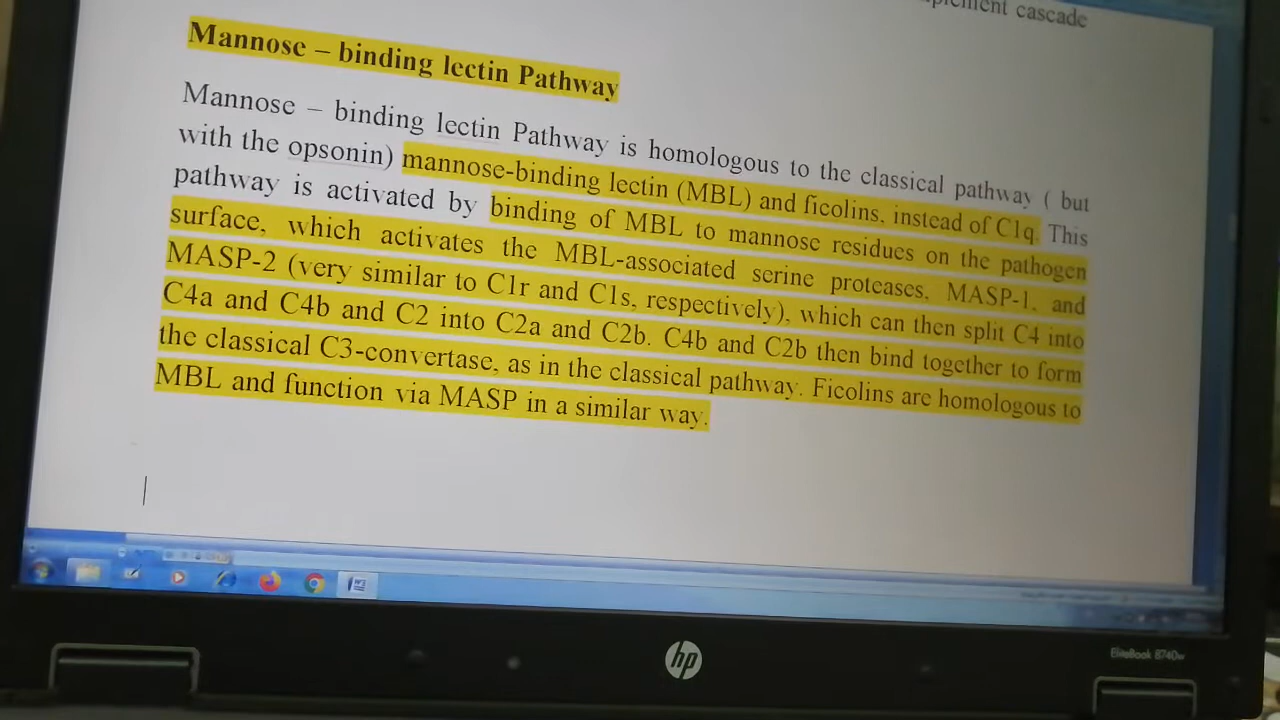 cascade
Mannose – binding lectin Pathway
Mannose – binding lectin Pathway is homologous to the classical pathway ( but
with the opsonin) mannose-binding lectin (MBL) and ficolins, instead of C1q. This
pathway is activated by binding of MBL to mannose residues on the pathogen
surface, which activates the MBL-associated serine proteases, MASP-1, and
MASP-2 (very similar to C1r and C1s, respectively), which can then split C4 into
C4a and C4b and C2 into C2a and C2b. C4b and C2b then bind together to form
the classical C3-convertase, as in the classical pathway. Ficolins are homologous to
MBL and function via MASP in a similar way.
hp
EliteBook 8740w